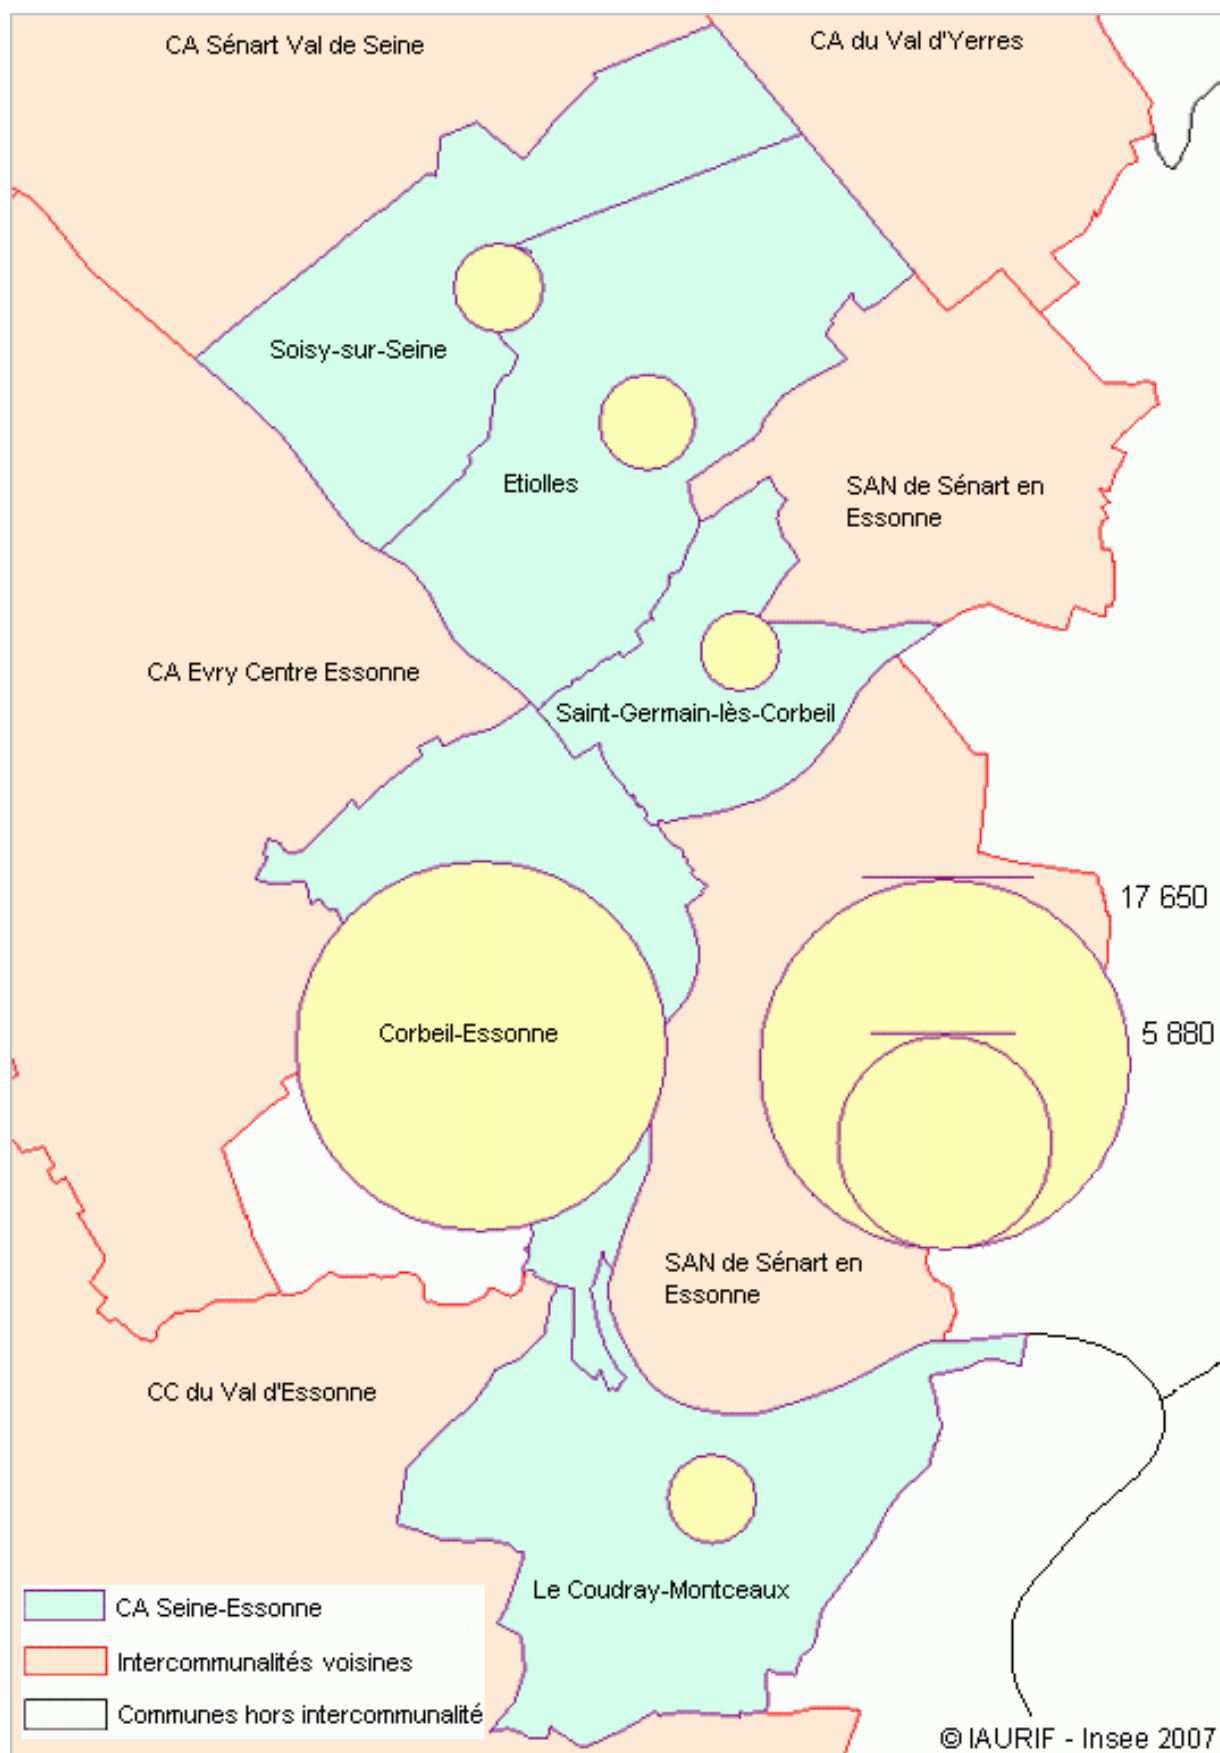 CA Sénart Val de Seine
CA du Val d'Yerres
Soisy-sur-Seine
Etiolles
SAN de Sénart en
Essonne
CA Evry Centre Essonne
Saint-Germain-lès-Corbeil
17 650
Corbeil-Essonne
5 880
SAN de Sénart en
Essonne
CC du Val d'Essonne
Le Coudray-Montceaux
CA Seine-Essonne
Intercommunalités voisines
Communes hors intercommunalité
© IAURIF - Insee 2007